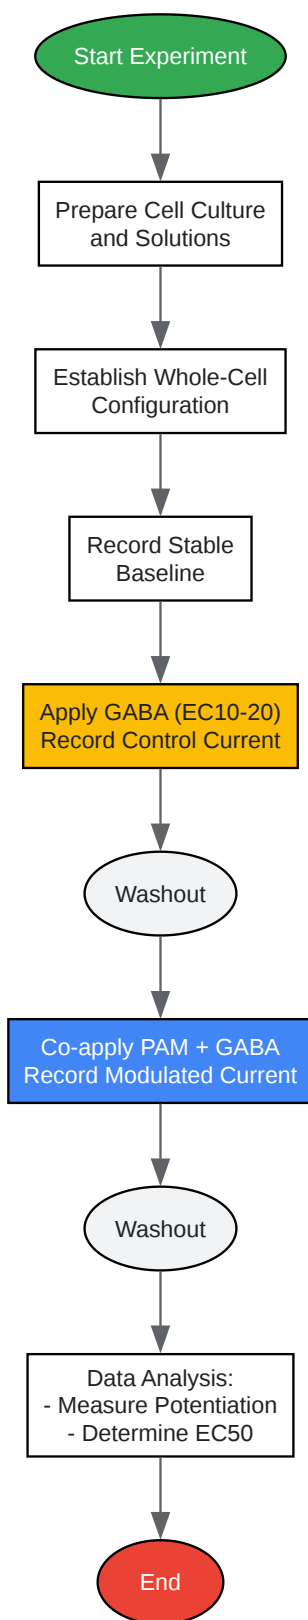 Start Experiment
Prepare Cell Culture
and Solutions
Establish Whole-Cell
Configuration
Record Stable
Baseline
Apply GABA (EC10-20)
Record Control Current
Washout
Co-apply PAM + GABA
Record Modulated Current
Washout
Data Analysis:
- Measure Potentiation
- Determine EC50
End